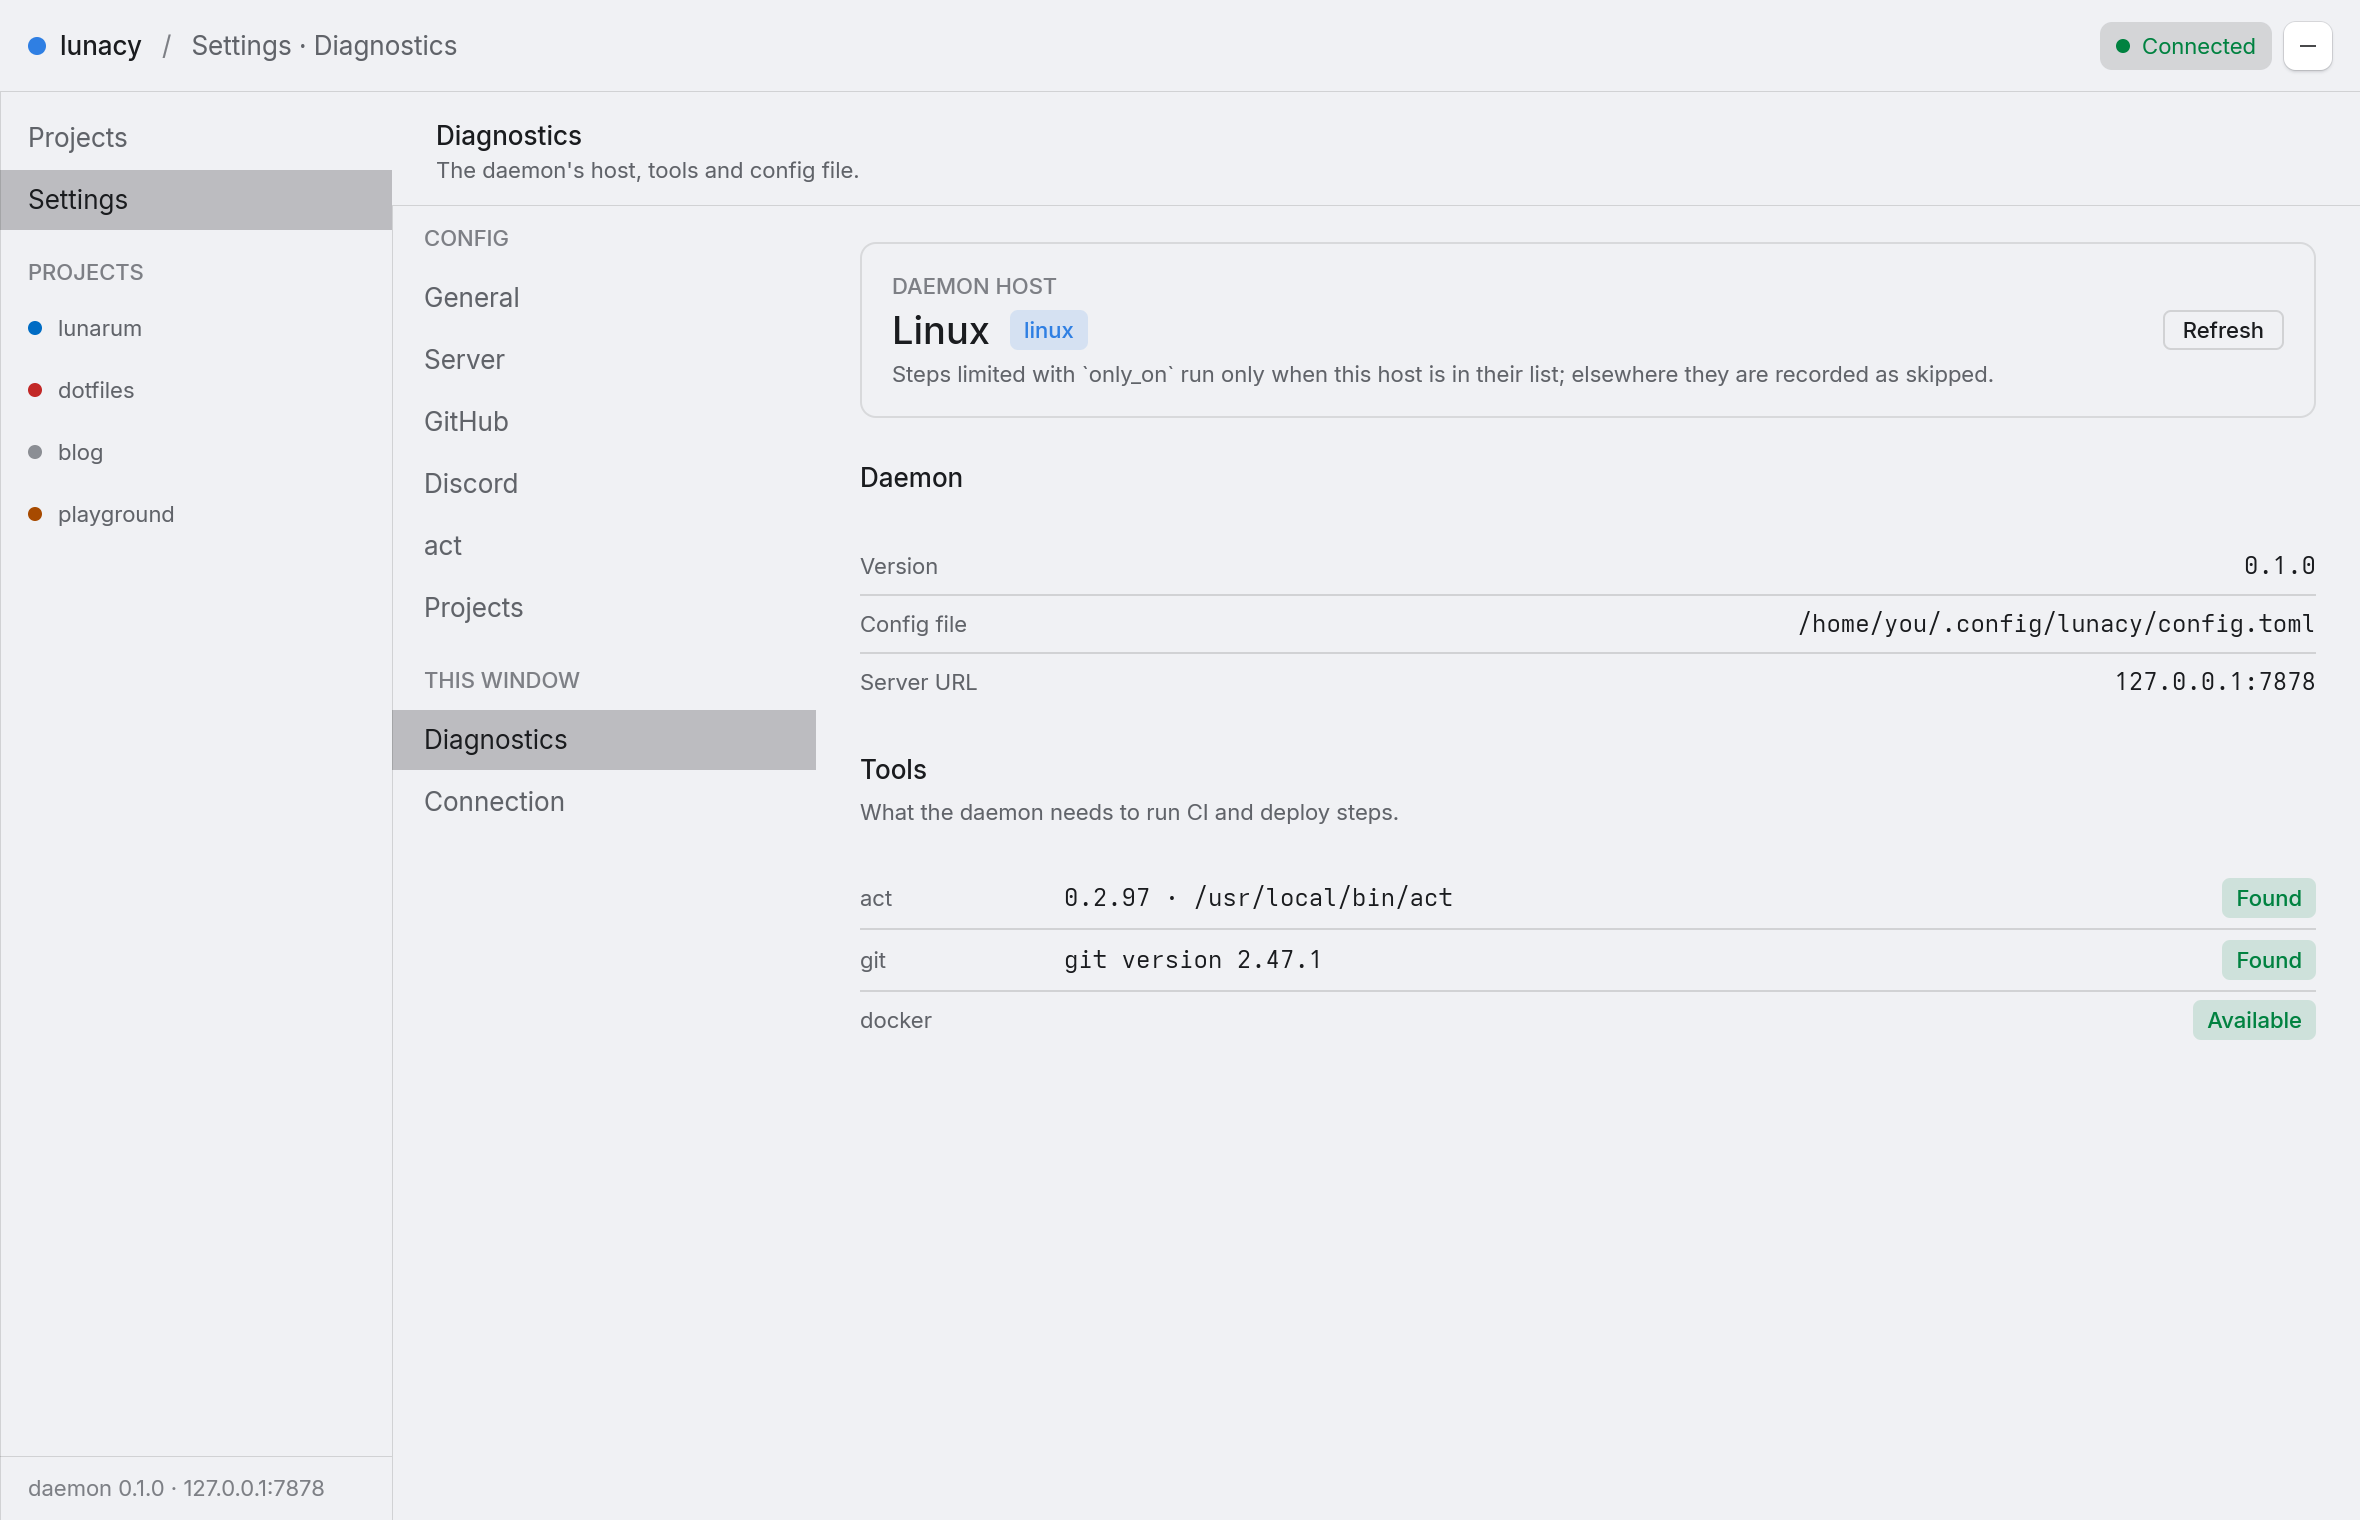 lunacy / Settings · Diagnostics
Connected
Projects
Settings
PROJECTS
lunarum
dotfiles
blog
playground
daemon 0.1.0 · 127.0.0.1:7878
Diagnostics
The daemon's host, tools and config file.
CONFIG
General
Server
GitHub
Discord
act
Projects
THIS WINDOW
Diagnostics
Connection
DAEMON HOST
Linux linux
Refresh
Steps limited with `only_on` run only when this host is in their list; elsewhere they are recorded as skipped.
Daemon
Version 0.1.0
Config file /home/you/.config/lunacy/config.toml
Server URL 127.0.0.1:7878
Tools
What the daemon needs to run CI and deploy steps.
act 0.2.97 · /usr/local/bin/act Found
git git version 2.47.1 Found
docker Available